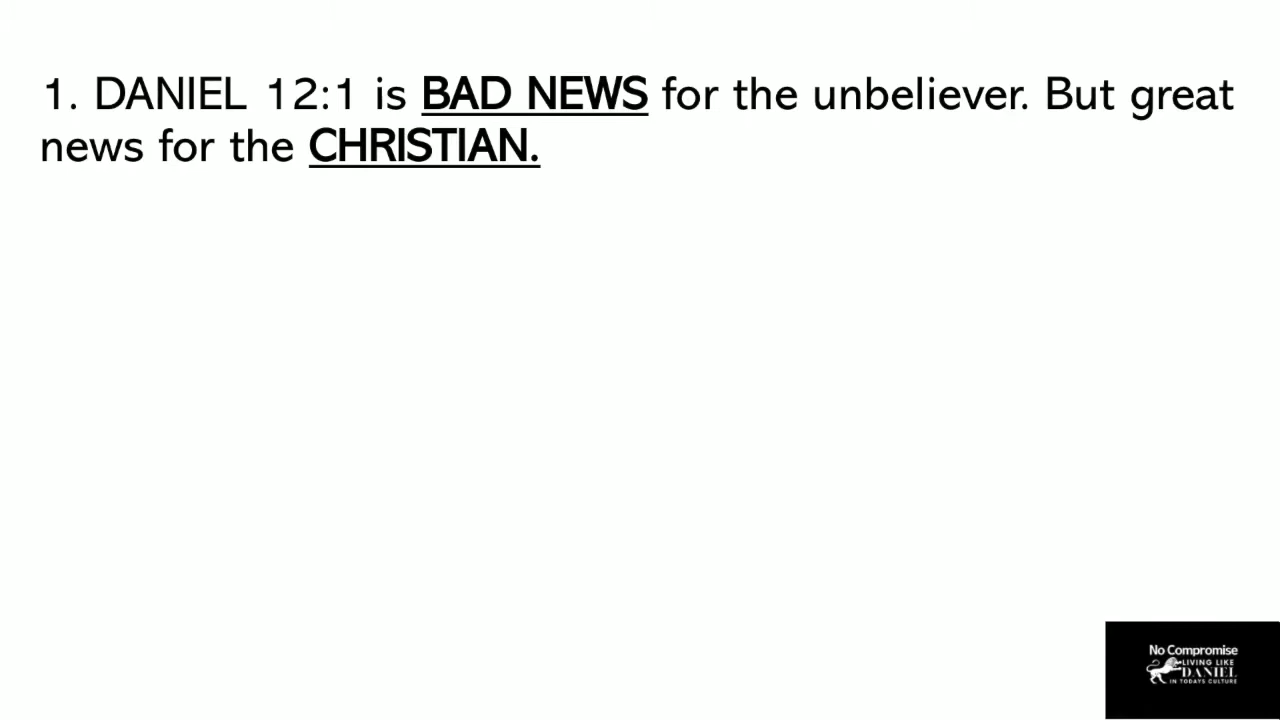 1. DANIEL 12:1 is BAD NEWS for the unbeliever. But great
news for the CHRISTIAN.
No Compromise
LIVING LIKE
DANIEL
IN TODAYS CULTURE